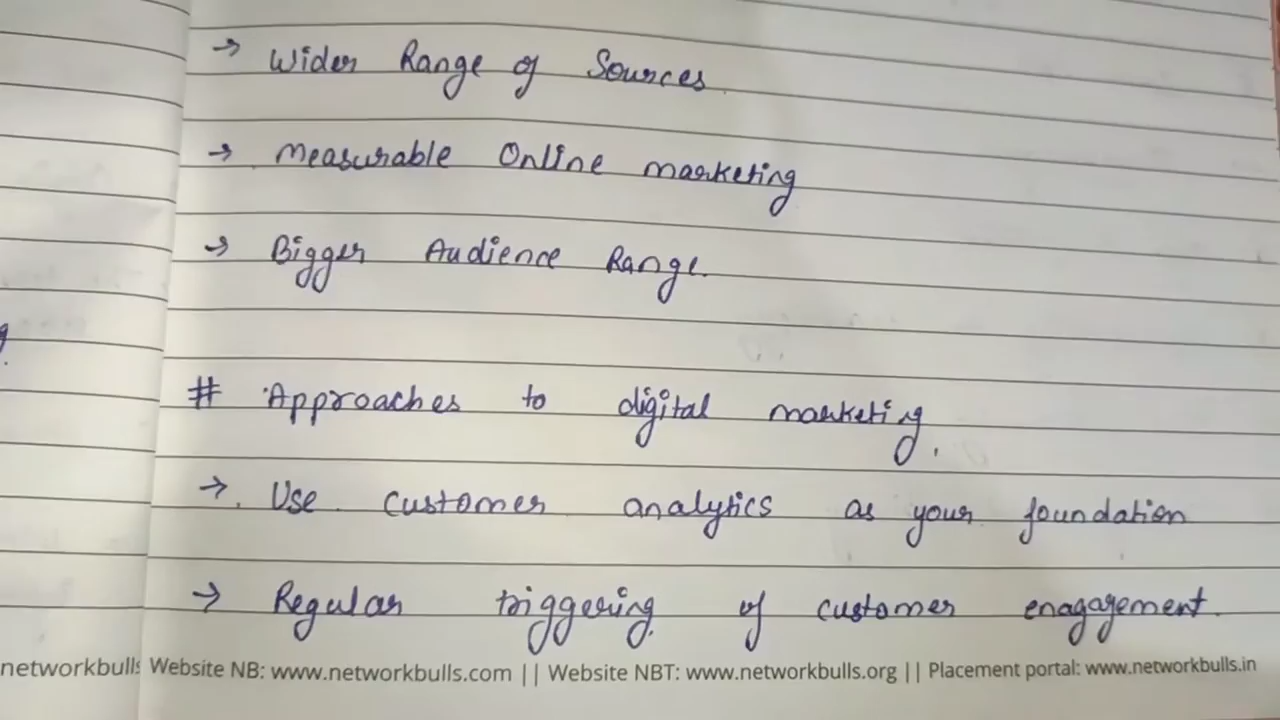 → Wider Range of Sources.
→ Measurable Online marketing
→ Bigger Audience Range.
# Approaches to digital marketing.
→ Use customer analytics as your foundation
→ Regular triggering of customer enagagement.
networkbulls Website NB: www.networkbulls.com || Website NBT: www.networkbulls.org || Placement portal: www.networkbulls.in